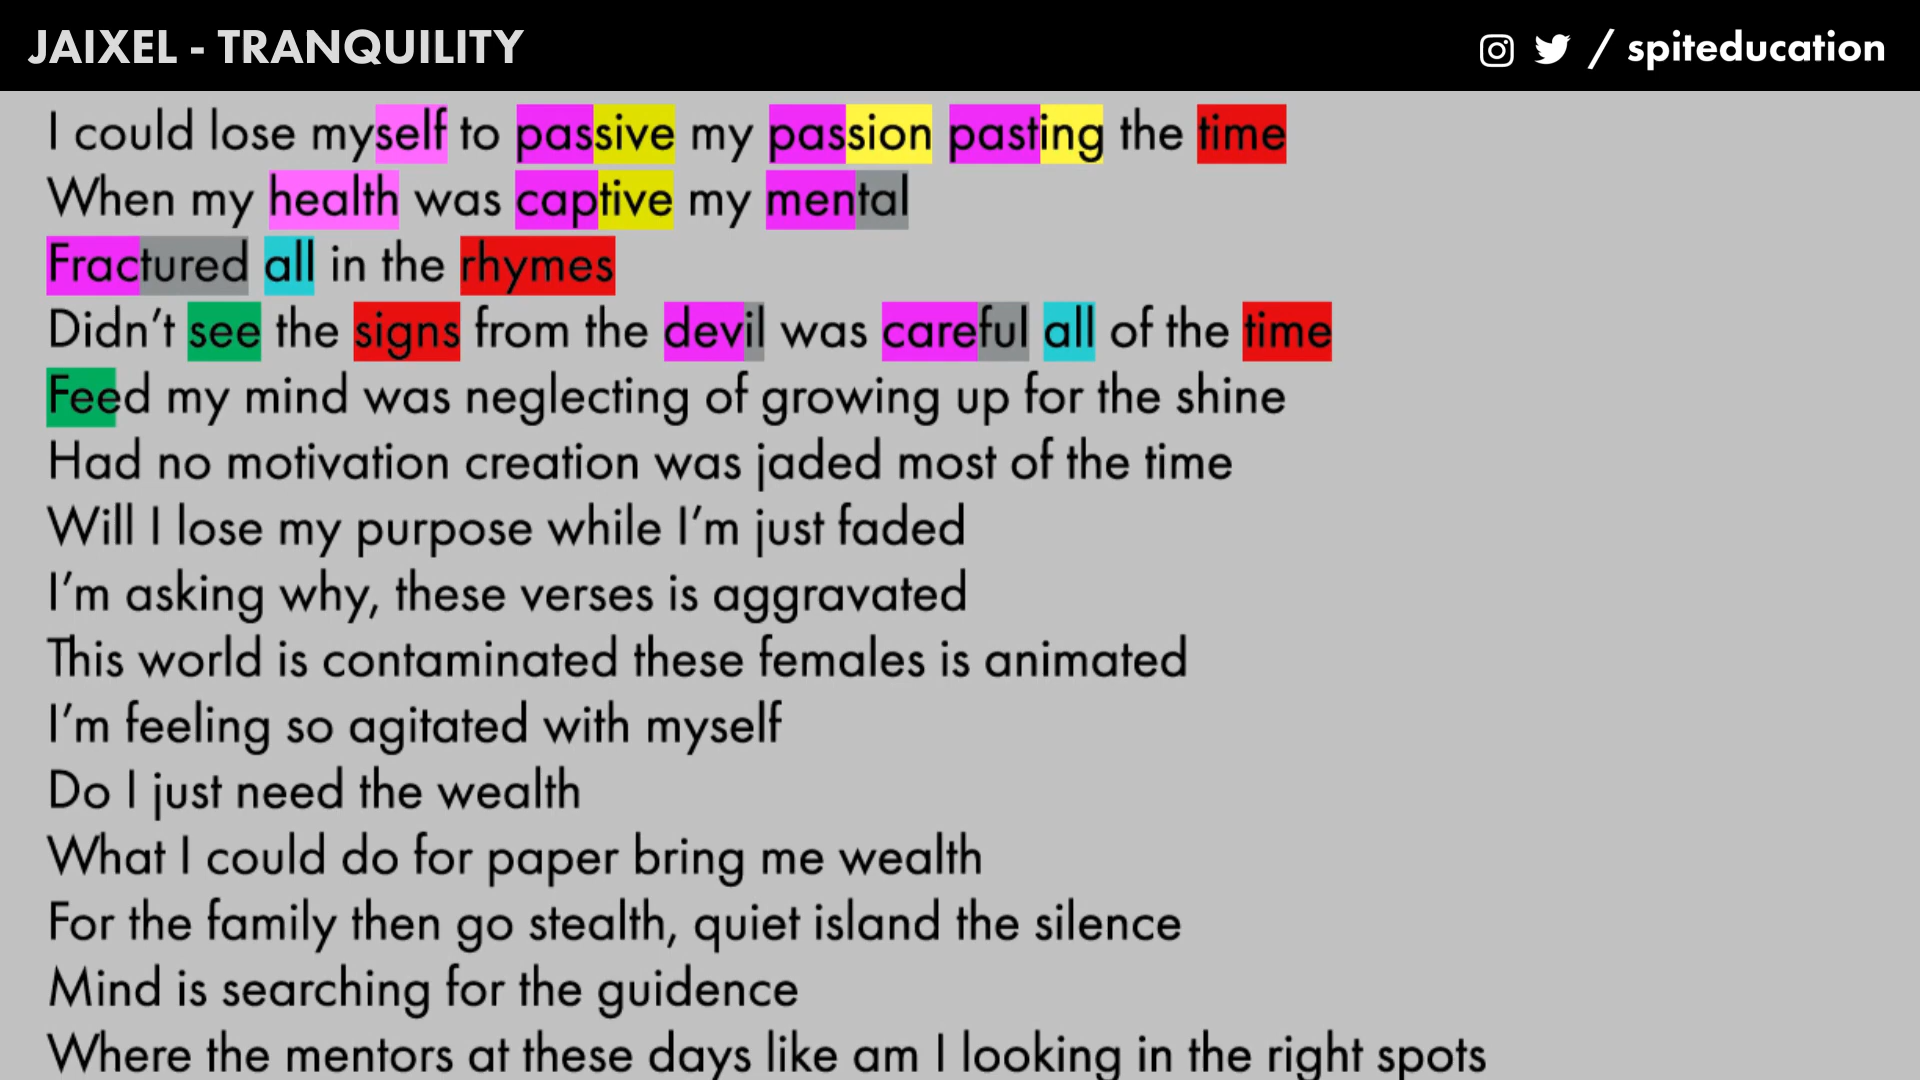 JAIXEL - TRANQUILITY
/ spiteducation
I could lose myself to passive my passion pasting the time
When my health was captive my mental
Fractured all in the rhymes
Didn’t see the signs from the devil was careful all of the time
Feed my mind was neglecting of growing up for the shine
Had no motivation creation was jaded most of the time
Will I lose my purpose while I’m just faded
I’m asking why, these verses is aggravated
This world is contaminated these females is animated
I’m feeling so agitated with myself
Do I just need the wealth
What I could do for paper bring me wealth
For the family then go stealth, quiet island the silence
Mind is searching for the guidence
Where the mentors at these days like am I looking in the right spots